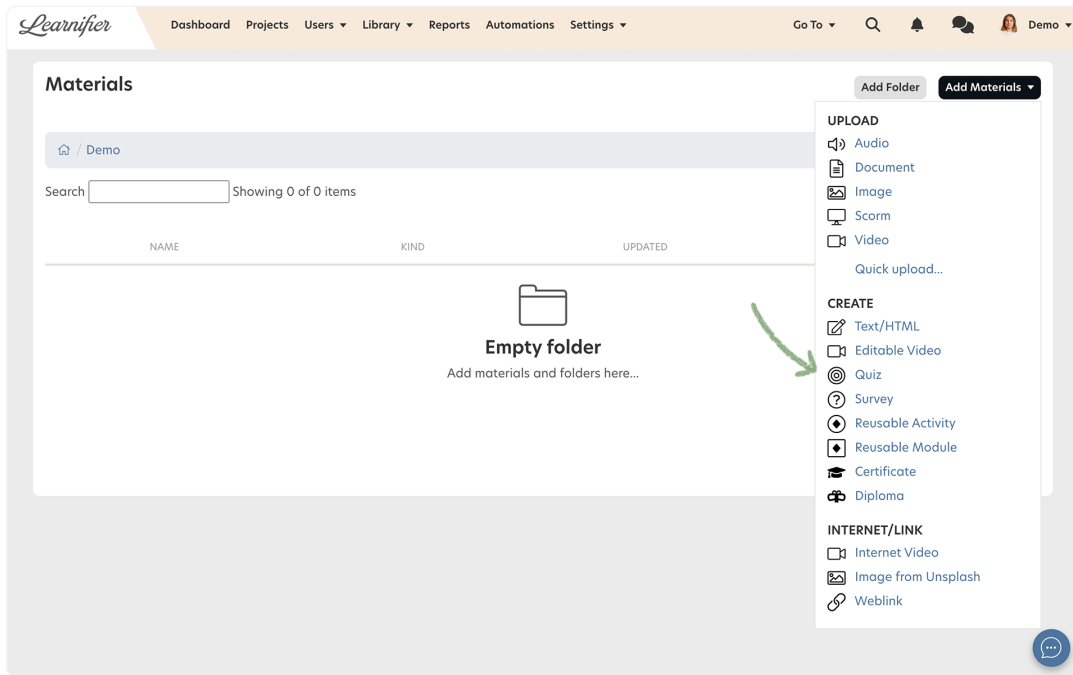 Learnifier
Dashboard Projects Users Library Reports Automations Settings Go To Demo
Materials
Add Folder Add Materials
/ Demo
Search Showing 0 of 0 items
NAME KIND UPDATED
Empty folder
Add materials and folders here...
UPLOAD
Audio
Document
Image
Scorm
Video
Quick upload...
CREATE
Text/HTML
Editable Video
Quiz
Survey
Reusable Activity
Reusable Module
Certificate
Diploma
INTERNET/LINK
Internet Video
Image from Unsplash
Weblink